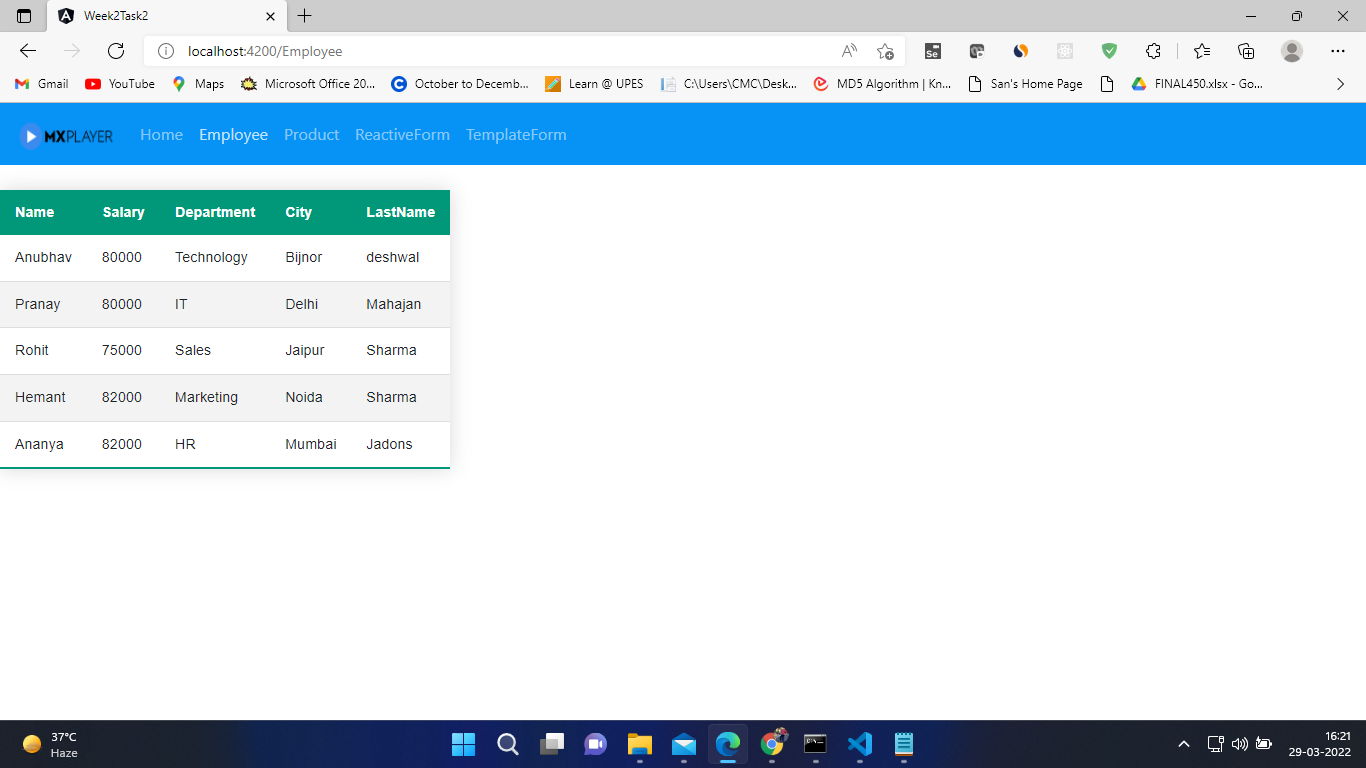 Week2Task2
localhost:4200/Employee
Gmail YouTube Maps Microsoft Office 20... October to Decemb... Learn @ UPES C:\Users\CMC\Desk... MD5 Algorithm | Kn... San's Home Page FINAL450.xlsx - Go...
MXPLAYER Home Employee Product ReactiveForm TemplateForm
Name Salary Department City LastName
Anubhav 80000 Technology Bijnor deshwal
Pranay 80000 IT Delhi Mahajan
Rohit 75000 Sales Jaipur Sharma
Hemant 82000 Marketing Noida Sharma
Ananya 82000 HR Mumbai Jadons
37°C 16:21
Haze 29-03-2022